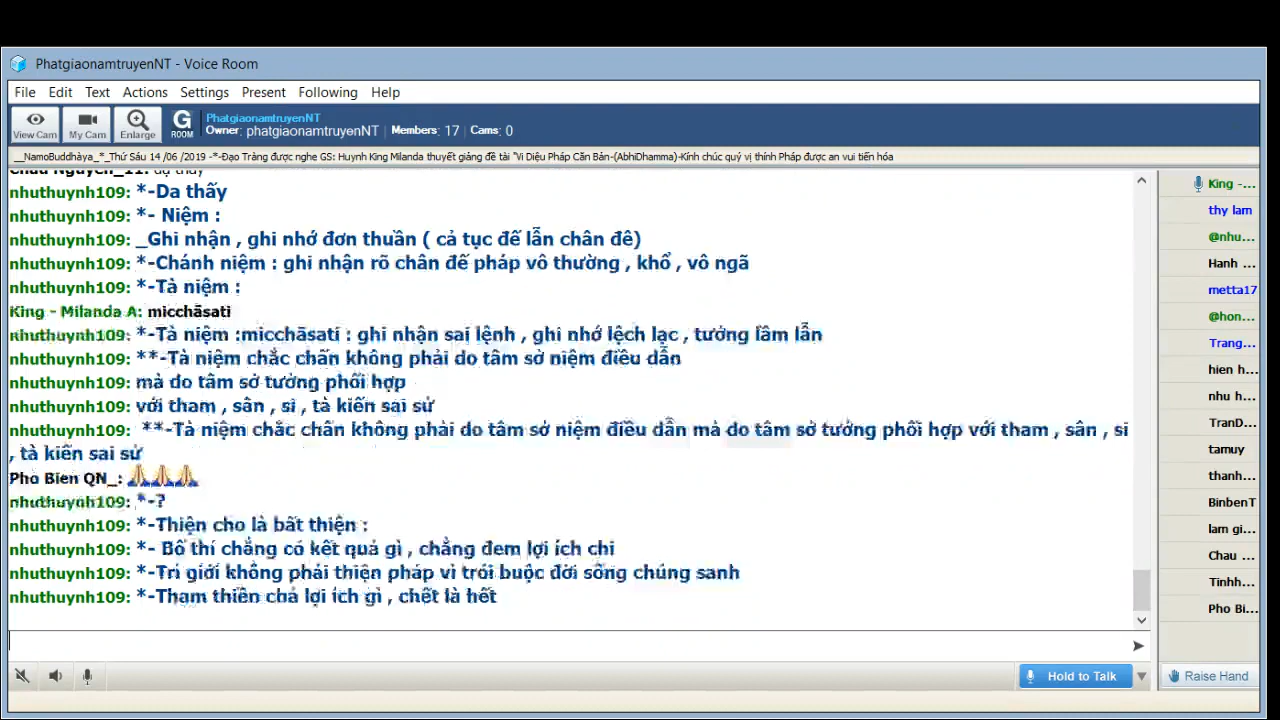 PhatgiaonamtruyenNT - Voice Room
File Edit Text Actions Settings Present Following Help
View Cam My Cam Enlarge G ROOM PhatgiaonamtruyenNT
Owner: phatgiaonamtruyenNT Members: 17 Cams: 0
__NamoBuddhàya_*_Thứ Sáu 14 /06 /2019 -*-Đạo Tràng được nghe GS: Huynh King Milanda thuyết giảng đề tài "Vi Diệu Pháp Căn Bản-(AbhiDhamma)-Kính chúc quý vị thính Pháp được an vui tiến hóa
Chau Nguyen_11: dạ thấy
nhuthuynh109: *-Da thấy
nhuthuynh109: *- Niệm :
nhuthuynh109: _Ghi nhận , ghi nhớ đơn thuần ( cả tục đế lẫn chân đê)
nhuthuynh109: *-Chánh niệm : ghi nhận rõ chân đế pháp vô thường , khổ , vô ngã
nhuthuynh109: *-Tà niệm :
King - Milanda A: micchāsati
nhuthuynh109: *-Tà niệm :micchāsati : ghi nhận sai lệnh , ghi nhớ lệch lạc , tưởng lầm lẫn
nhuthuynh109: **-Tà niệm chắc chấn không phải do tâm sở niệm điều dẫn
nhuthuynh109: mà do tâm sở tưởng phối hợp
nhuthuynh109: với tham , sân , si , tà kiến sai sử
nhuthuynh109: **-Tà niệm chắc chấn không phải do tâm sở niệm điều dẫn mà do tâm sở tưởng phối hợp với tham , sân , si
, tà kiến sai sử
Pho Bien QN_:
nhuthuynh109: *-?
nhuthuynh109: *-Thiện cho là bất thiện :
nhuthuynh109: *- Bố thí chẳng có kết quả gì , chẳng đem lợi ích chi
nhuthuynh109: *-Trì giới không phải thiện pháp vì trói buộc đời sống chúng sanh
nhuthuynh109: *-Tham thiền chả lợi ích gì , chết là hết
King -...
thy lam
@nhu...
Hanh ...
metta17
@hon...
Trang...
hien h...
nhu h...
TranD...
tamuy
thanh...
BinbenT
lam gi...
Chau ...
Tinhh...
Pho Bi...
Hold to Talk Raise Hand